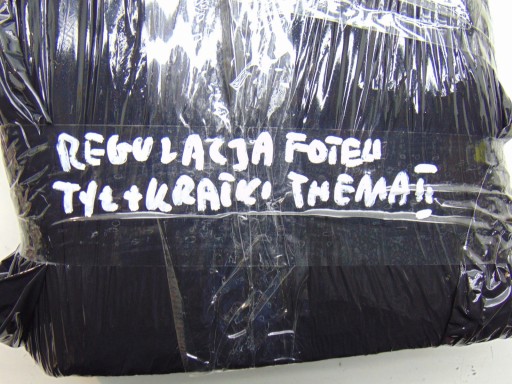 REGULACJA FOTELI
TYŁ + KRATKI THEMA II